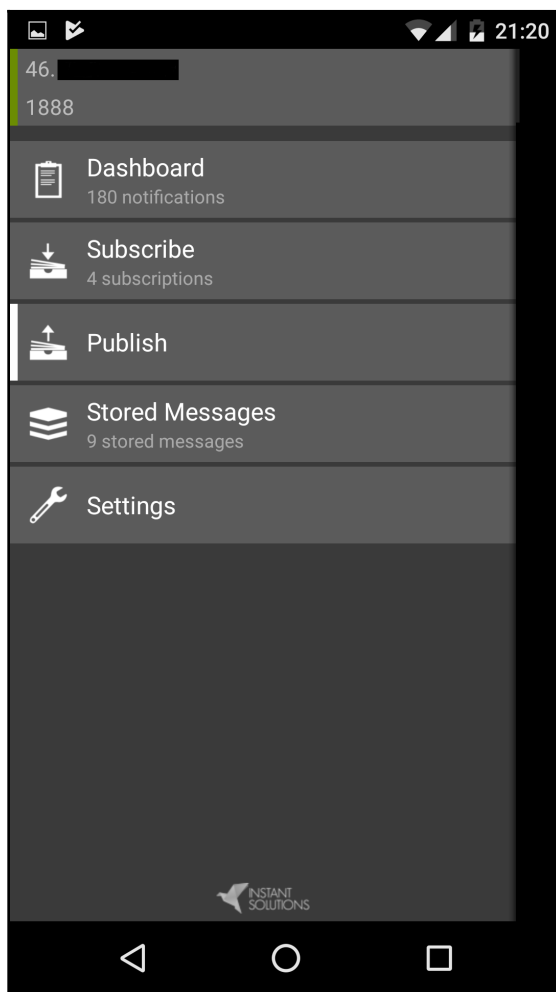 21:20
46.
1888
Dashboard
180 notifications
Subscribe
4 subscriptions
Publish
Stored Messages
9 stored messages
Settings
INSTANT
SOLUTIONS